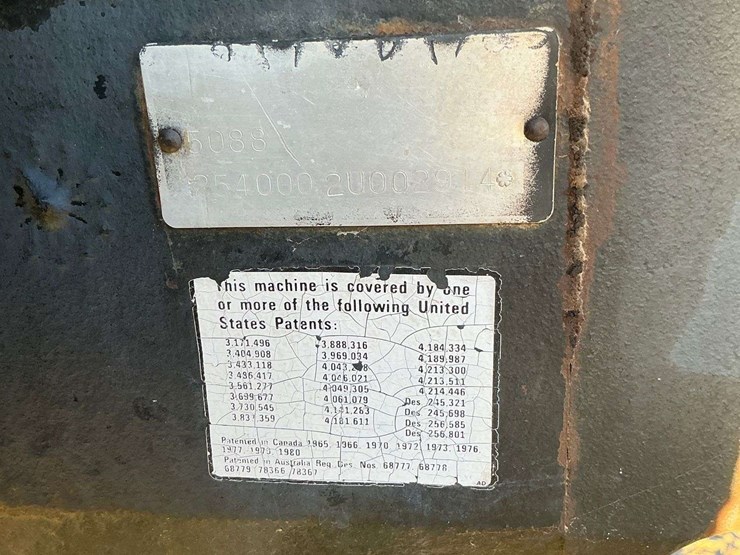 5088
This machine is covered by one
or more of the following United
States Patents:
3,171,496 3,888,316 4,184,334
3,404,908 3,969,034 4,189,987
3,433,118 4,213,300
3,486,417 4,046,021 4,213,511
3,561,277 4,049,305 4,214,446
3,699,677 4,061,079 Des 245,321
3,730,545 4,141,263 Des 245,698
4,181,611 Des 256,585
Des 256,801
Patented in Canada 1965, 1966, 1970, 1972, 1973, 1976
1977, 1979, 1980
Patented in Australia Reg. Des. Nos. 68777, 68778
68779, 78366, 78367
AD